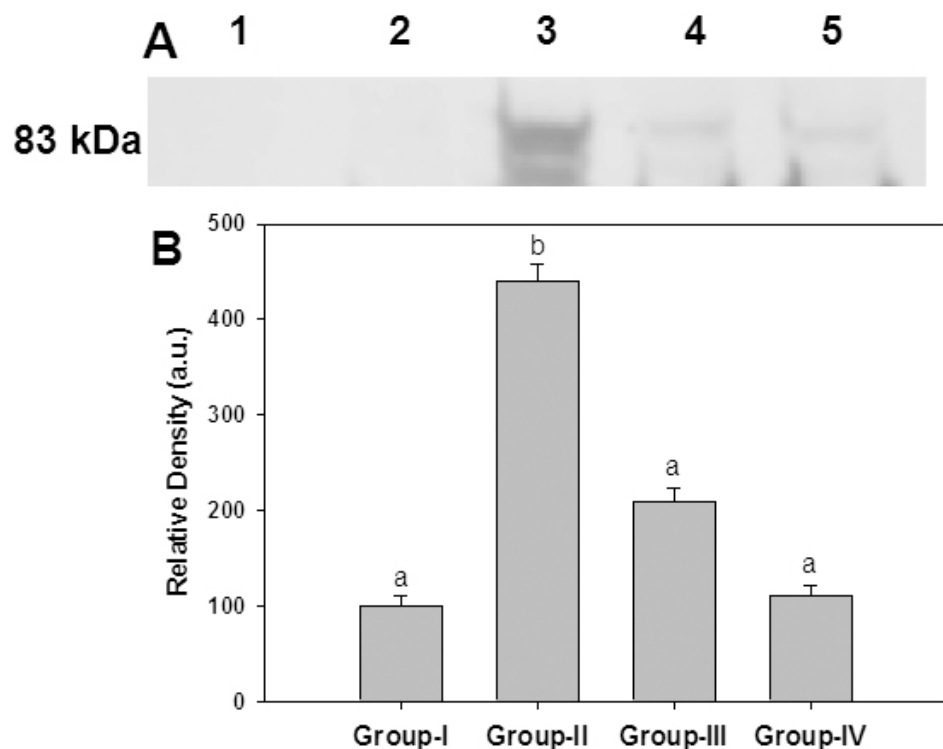 A 1 2 3 4 5
83 kDa
B
Relative Density (a.u.)
500
400
300
200
100
0
a
b
a
a
Group-I Group-II Group-III Group-IV